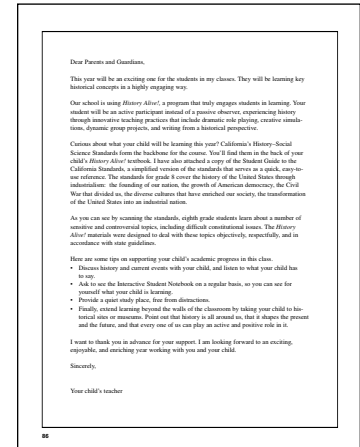 Dear Parents and Guardians,
This year will be an exciting one for the students in my classes. They will be learning key
historical concepts in a highly engaging way.
Our school is using History Alive!, a program that truly engages students in learning. Your
student will be an active participant instead of a passive observer, experiencing history
through innovative teaching practices that include dramatic role playing, creative simula-
tions, dynamic group projects, and writing from a historical perspective.
Curious about what your child will be learning this year? California's History–Social
Science Standards form the backbone for the course. You'll find them in the back of your
child's History Alive! textbook. I have also attached a copy of the Student Guide to the
California Standards, a simplified version of the standards that serves as a quick, easy-to-
use reference. The standards for grade 8 cover the history of the United States through
industrialism: the founding of our nation, the growth of American democracy, the Civil
War that divided us, the diverse cultures that have enriched our society, the transformation
of the United States into an industrial nation.
As you can see by scanning the standards, eighth grade students learn about a number of
sensitive and controversial topics, including difficult constitutional issues. The History
Alive! materials were designed to deal with these topics objectively, respectfully, and in
accordance with state guidelines.
Here are some tips on supporting your child's academic progress in this class.
• Discuss history and current events with your child, and listen to what your child has
to say.
• Ask to see the Interactive Student Notebook on a regular basis, so you can see for
yourself what your child is learning.
• Provide a quiet study place, free from distractions.
• Finally, extend learning beyond the walls of the classroom by taking your child to his-
torical sites or museums. Point out that history is all around us, that it shapes the present
and the future, and that every one of us can play an active and positive role in it.
I want to thank you in advance for your support. I am looking forward to an exciting,
enjoyable, and enriching year working with you and your child.
Sincerely,
Your child's teacher
86